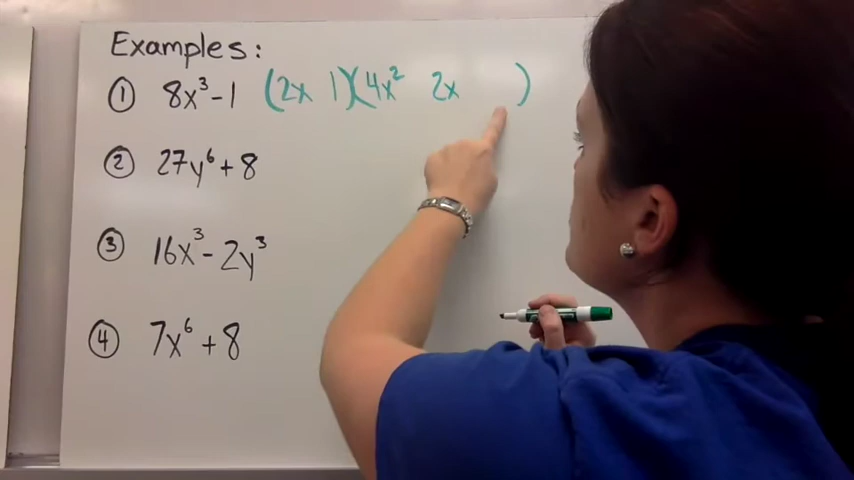 Examples:
① 8x³-1 (2x 1)(4x² 2x )
② 27y⁶+8
③ 16x³-2y³
④ 7x⁶+8